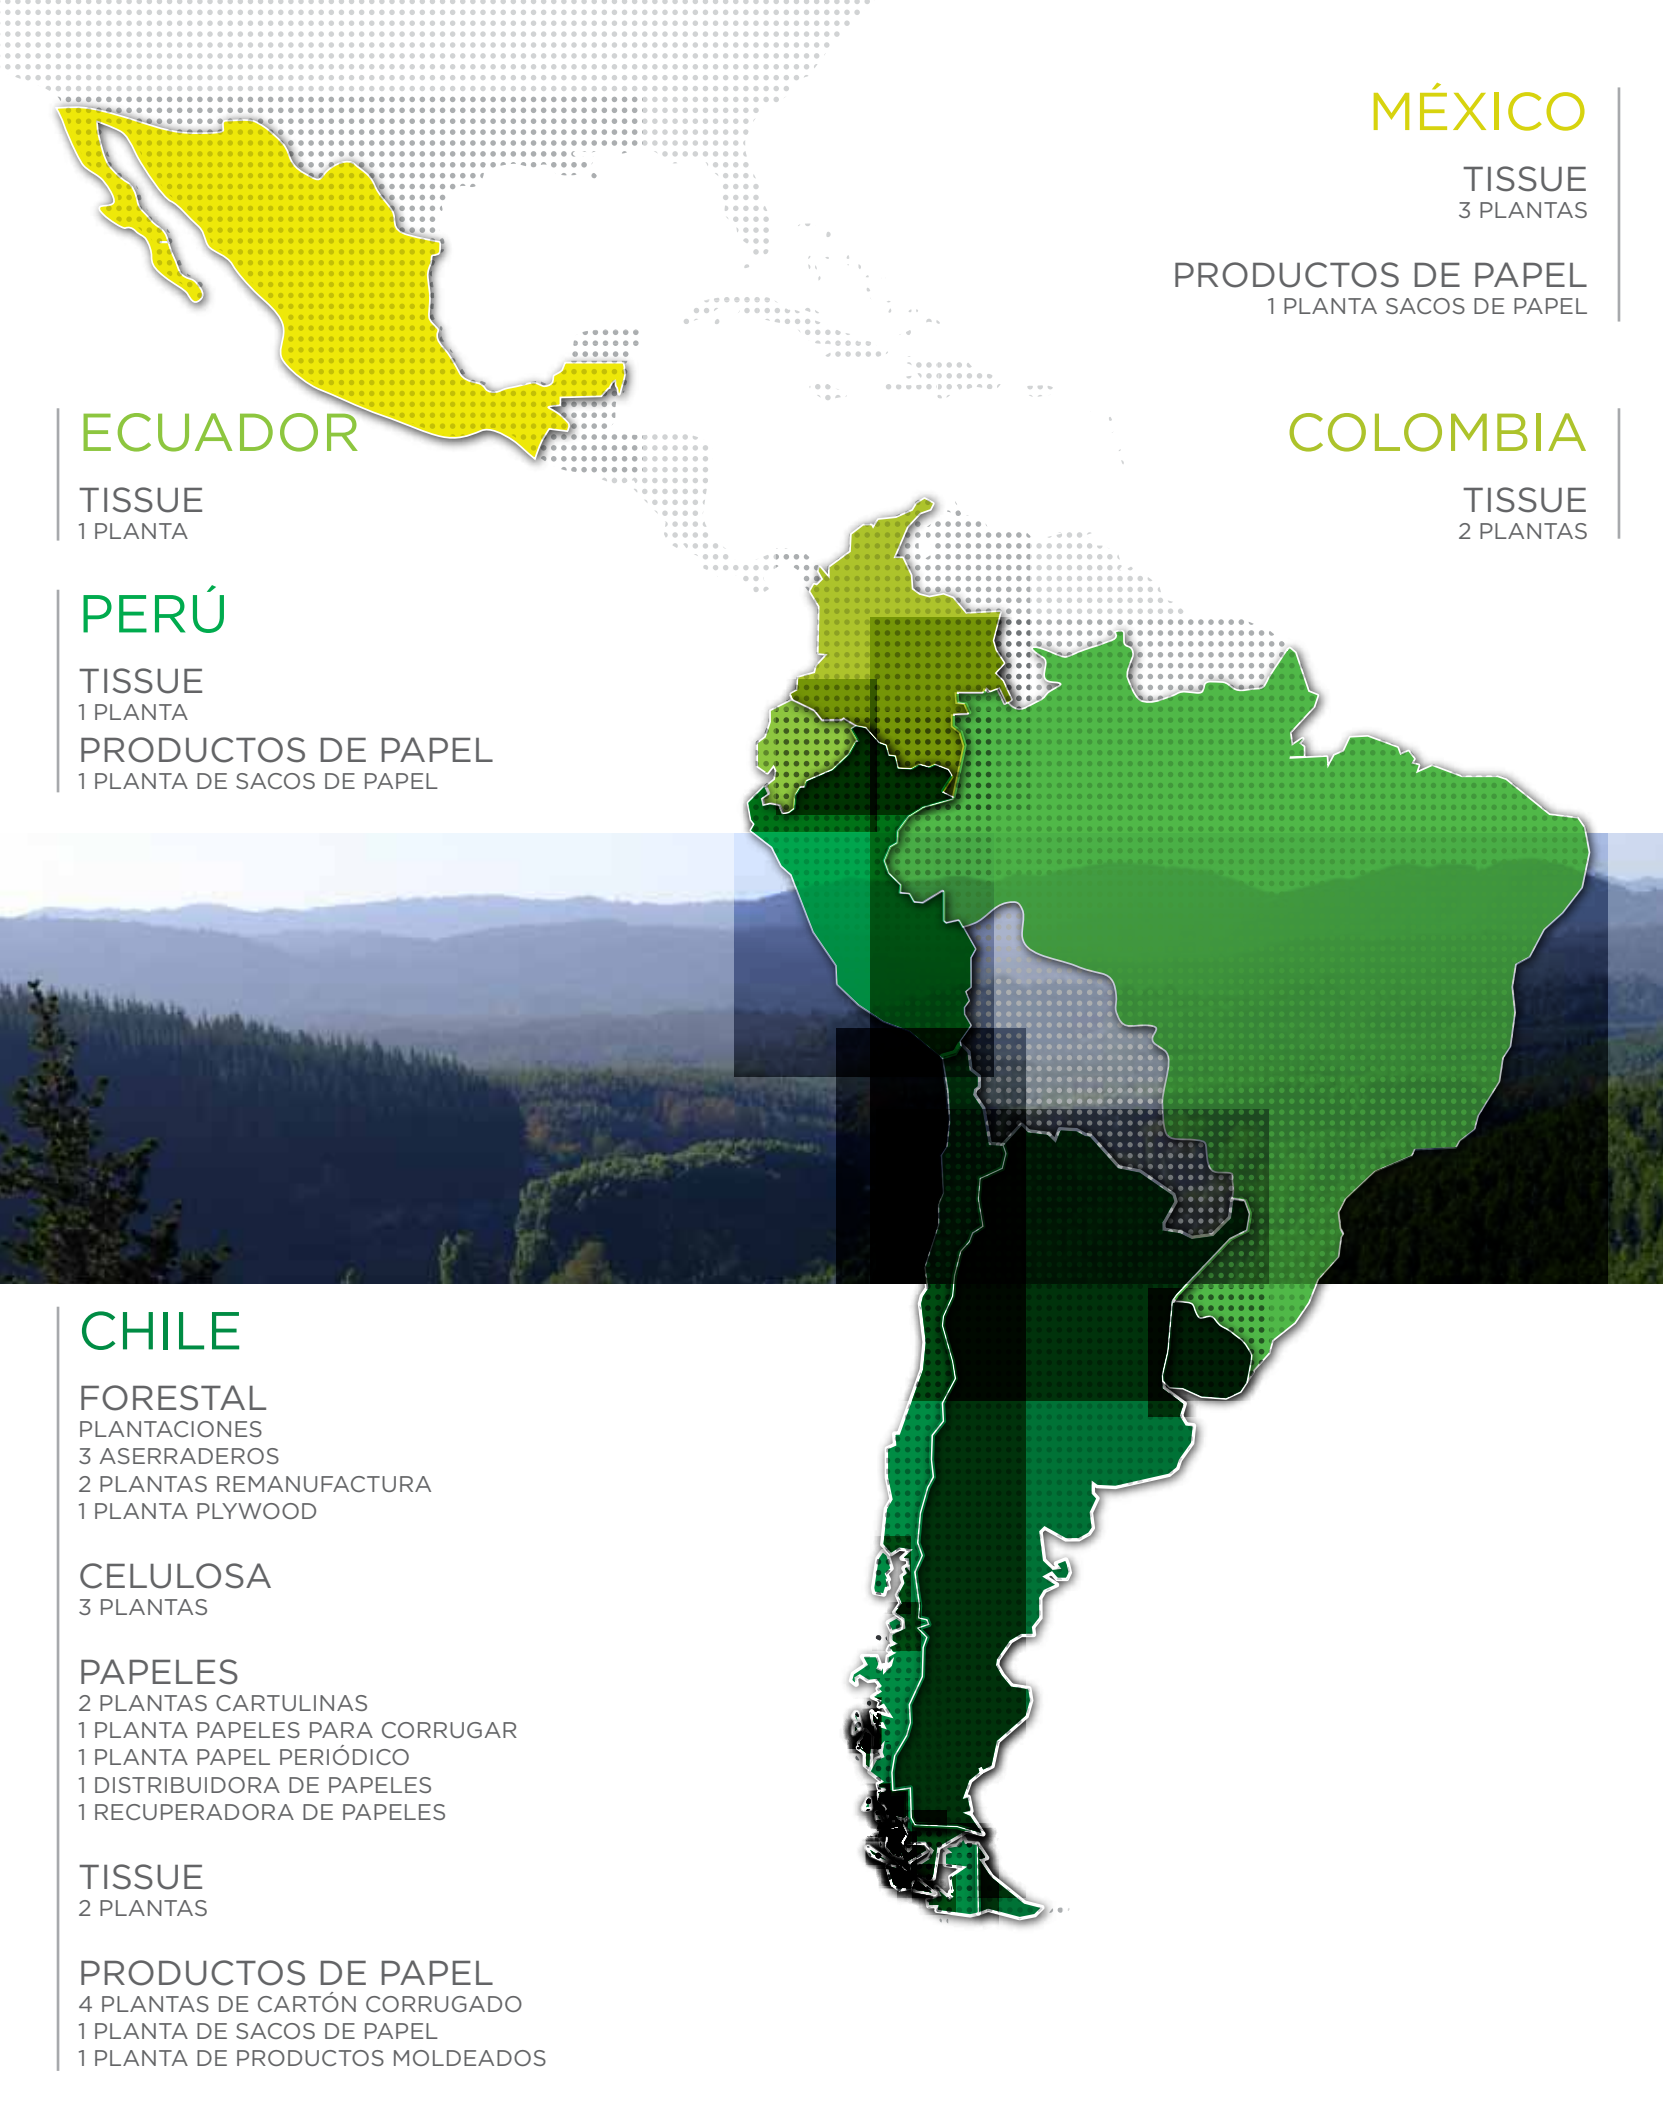 MÉXICO
TISSUE
3 PLANTAS
PRODUCTOS DE PAPEL
1 PLANTA SACOS DE PAPEL
ECUADOR
TISSUE
1 PLANTA
COLOMBIA
TISSUE
2 PLANTAS
PERÚ
TISSUE
1 PLANTA
PRODUCTOS DE PAPEL
1 PLANTA DE SACOS DE PAPEL
CHILE
FORESTAL
PLANTACIONES
3 ASERRADEROS
2 PLANTAS REMANUFACTURA
1 PLANTA PLYWOOD
CELULOSA
3 PLANTAS
PAPELES
2 PLANTAS CARTULINAS
1 PLANTA PAPELES PARA CORRUGAR
1 PLANTA PAPEL PERIÓDICO
1 DISTRIBUIDORA DE PAPELES
1 RECUPERADORA DE PAPELES
TISSUE
2 PLANTAS
PRODUCTOS DE PAPEL
4 PLANTAS DE CARTÓN CORRUGADO
1 PLANTA DE SACOS DE PAPEL
1 PLANTA DE PRODUCTOS MOLDEADOS